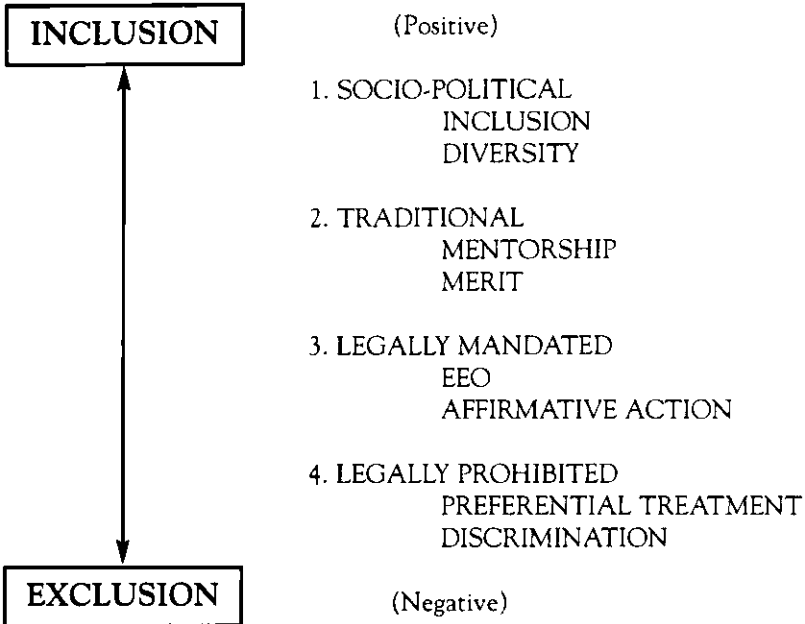 INCLUSION
(Positive)
1. SOCIO-POLITICAL
INCLUSION
DIVERSITY
2. TRADITIONAL
MENTORSHIP
MERIT
3. LEGALLY MANDATED
EEO
AFFIRMATIVE ACTION
4. LEGALLY PROHIBITED
PREFERENTIAL TREATMENT
DISCRIMINATION
EXCLUSION
(Negative)